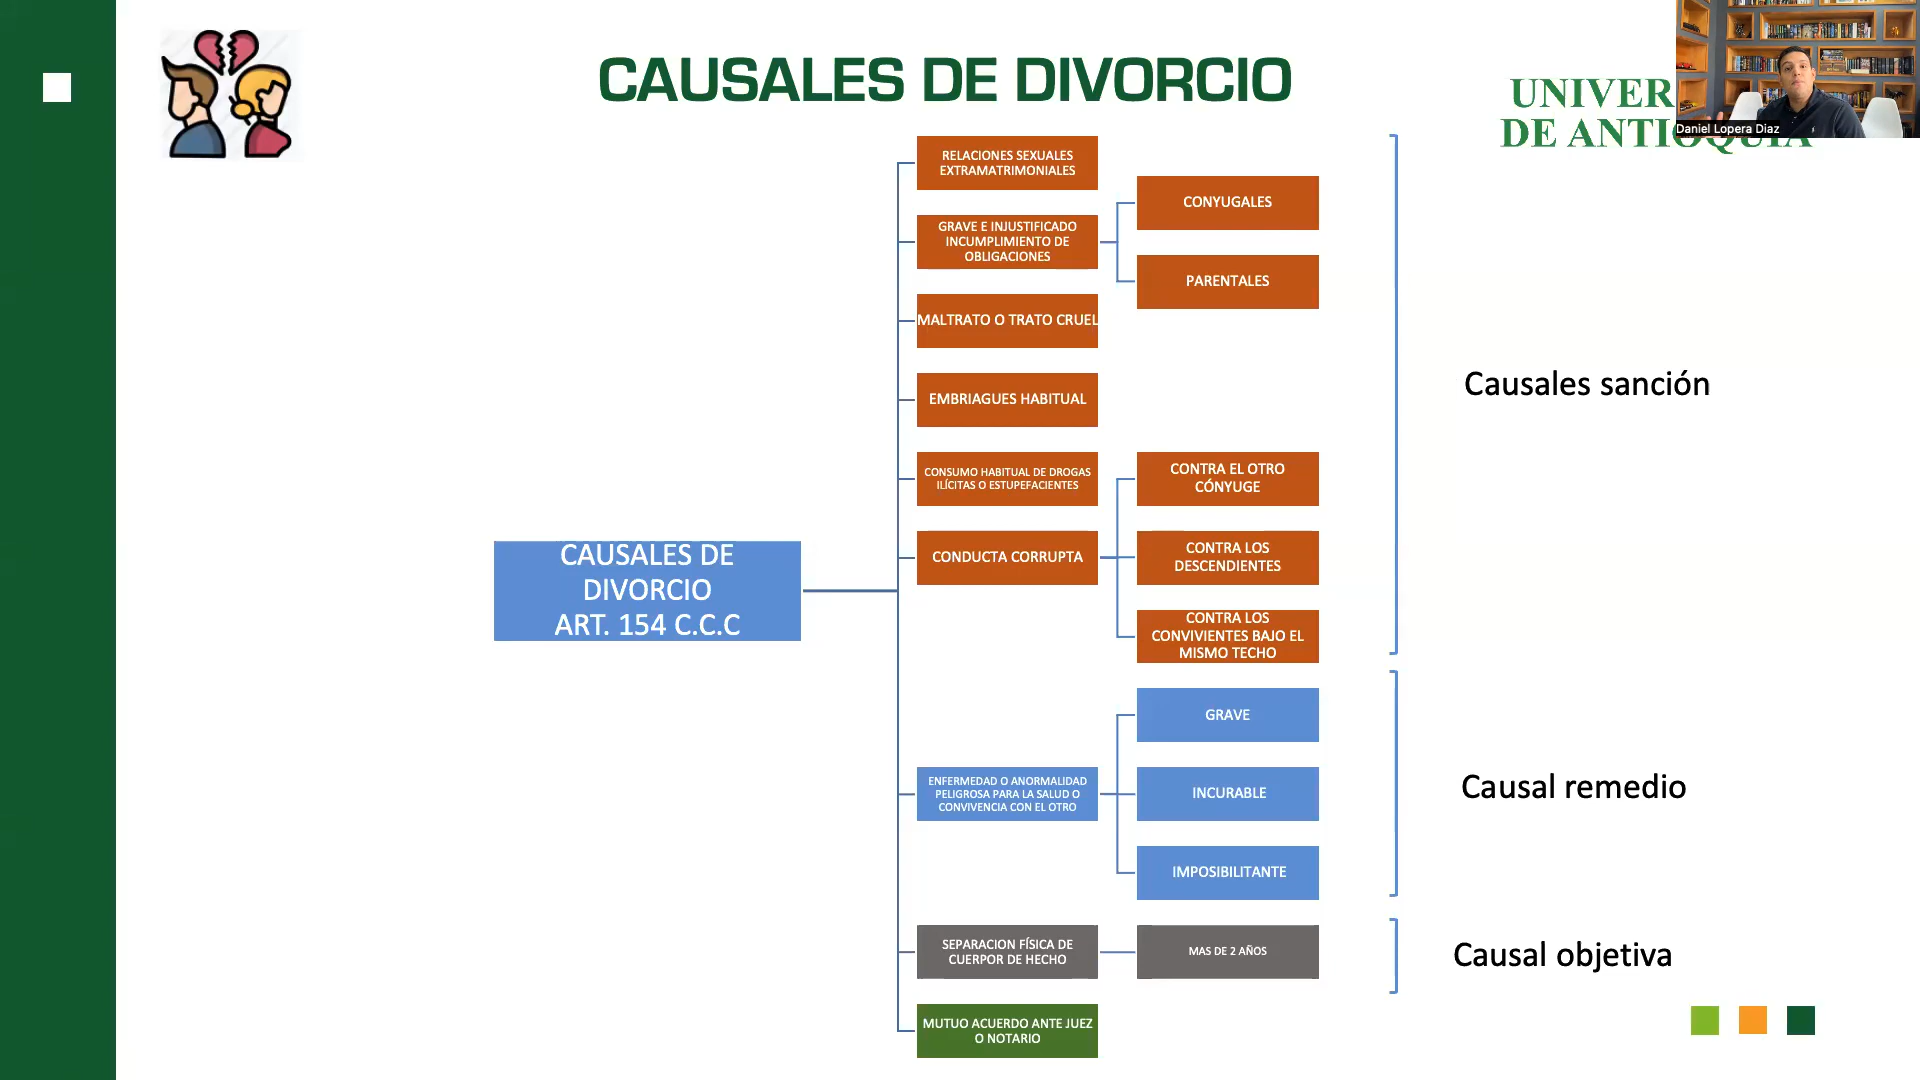 CAUSALES DE DIVORCIO
UNIVER
DE ANTIOQUIA
Daniel Lopera Diaz
RELACIONES SEXUALES
EXTRAMATRIMONIALES
GRAVE E INJUSTIFICADO
INCUMPLIMIENTO DE
OBLIGACIONES
CONYUGALES
PARENTALES
MALTRATO O TRATO CRUEL
EMBRIAGUES HABITUAL
CONSUMO HABITUAL DE DROGAS
ILÍCITAS O ESTUPEFACIENTES
CONDUCTA CORRUPTA
CONTRA EL OTRO
CÓNYUGE
CONTRA LOS
DESCENDIENTES
CONTRA LOS
CONVIVIENTES BAJO EL
MISMO TECHO
Causales sanción
CAUSALES DE
DIVORCIO
ART. 154 C.C.C
ENFERMEDAD O ANORMALIDAD
PELIGROSA PARA LA SALUD O
CONVIVENCIA CON EL OTRO
GRAVE
INCURABLE
IMPOSIBILITANTE
Causal remedio
SEPARACION FÍSICA DE
CUERPOR DE HECHO
MAS DE 2 AÑOS
Causal objetiva
MUTUO ACUERDO ANTE JUEZ
O NOTARIO